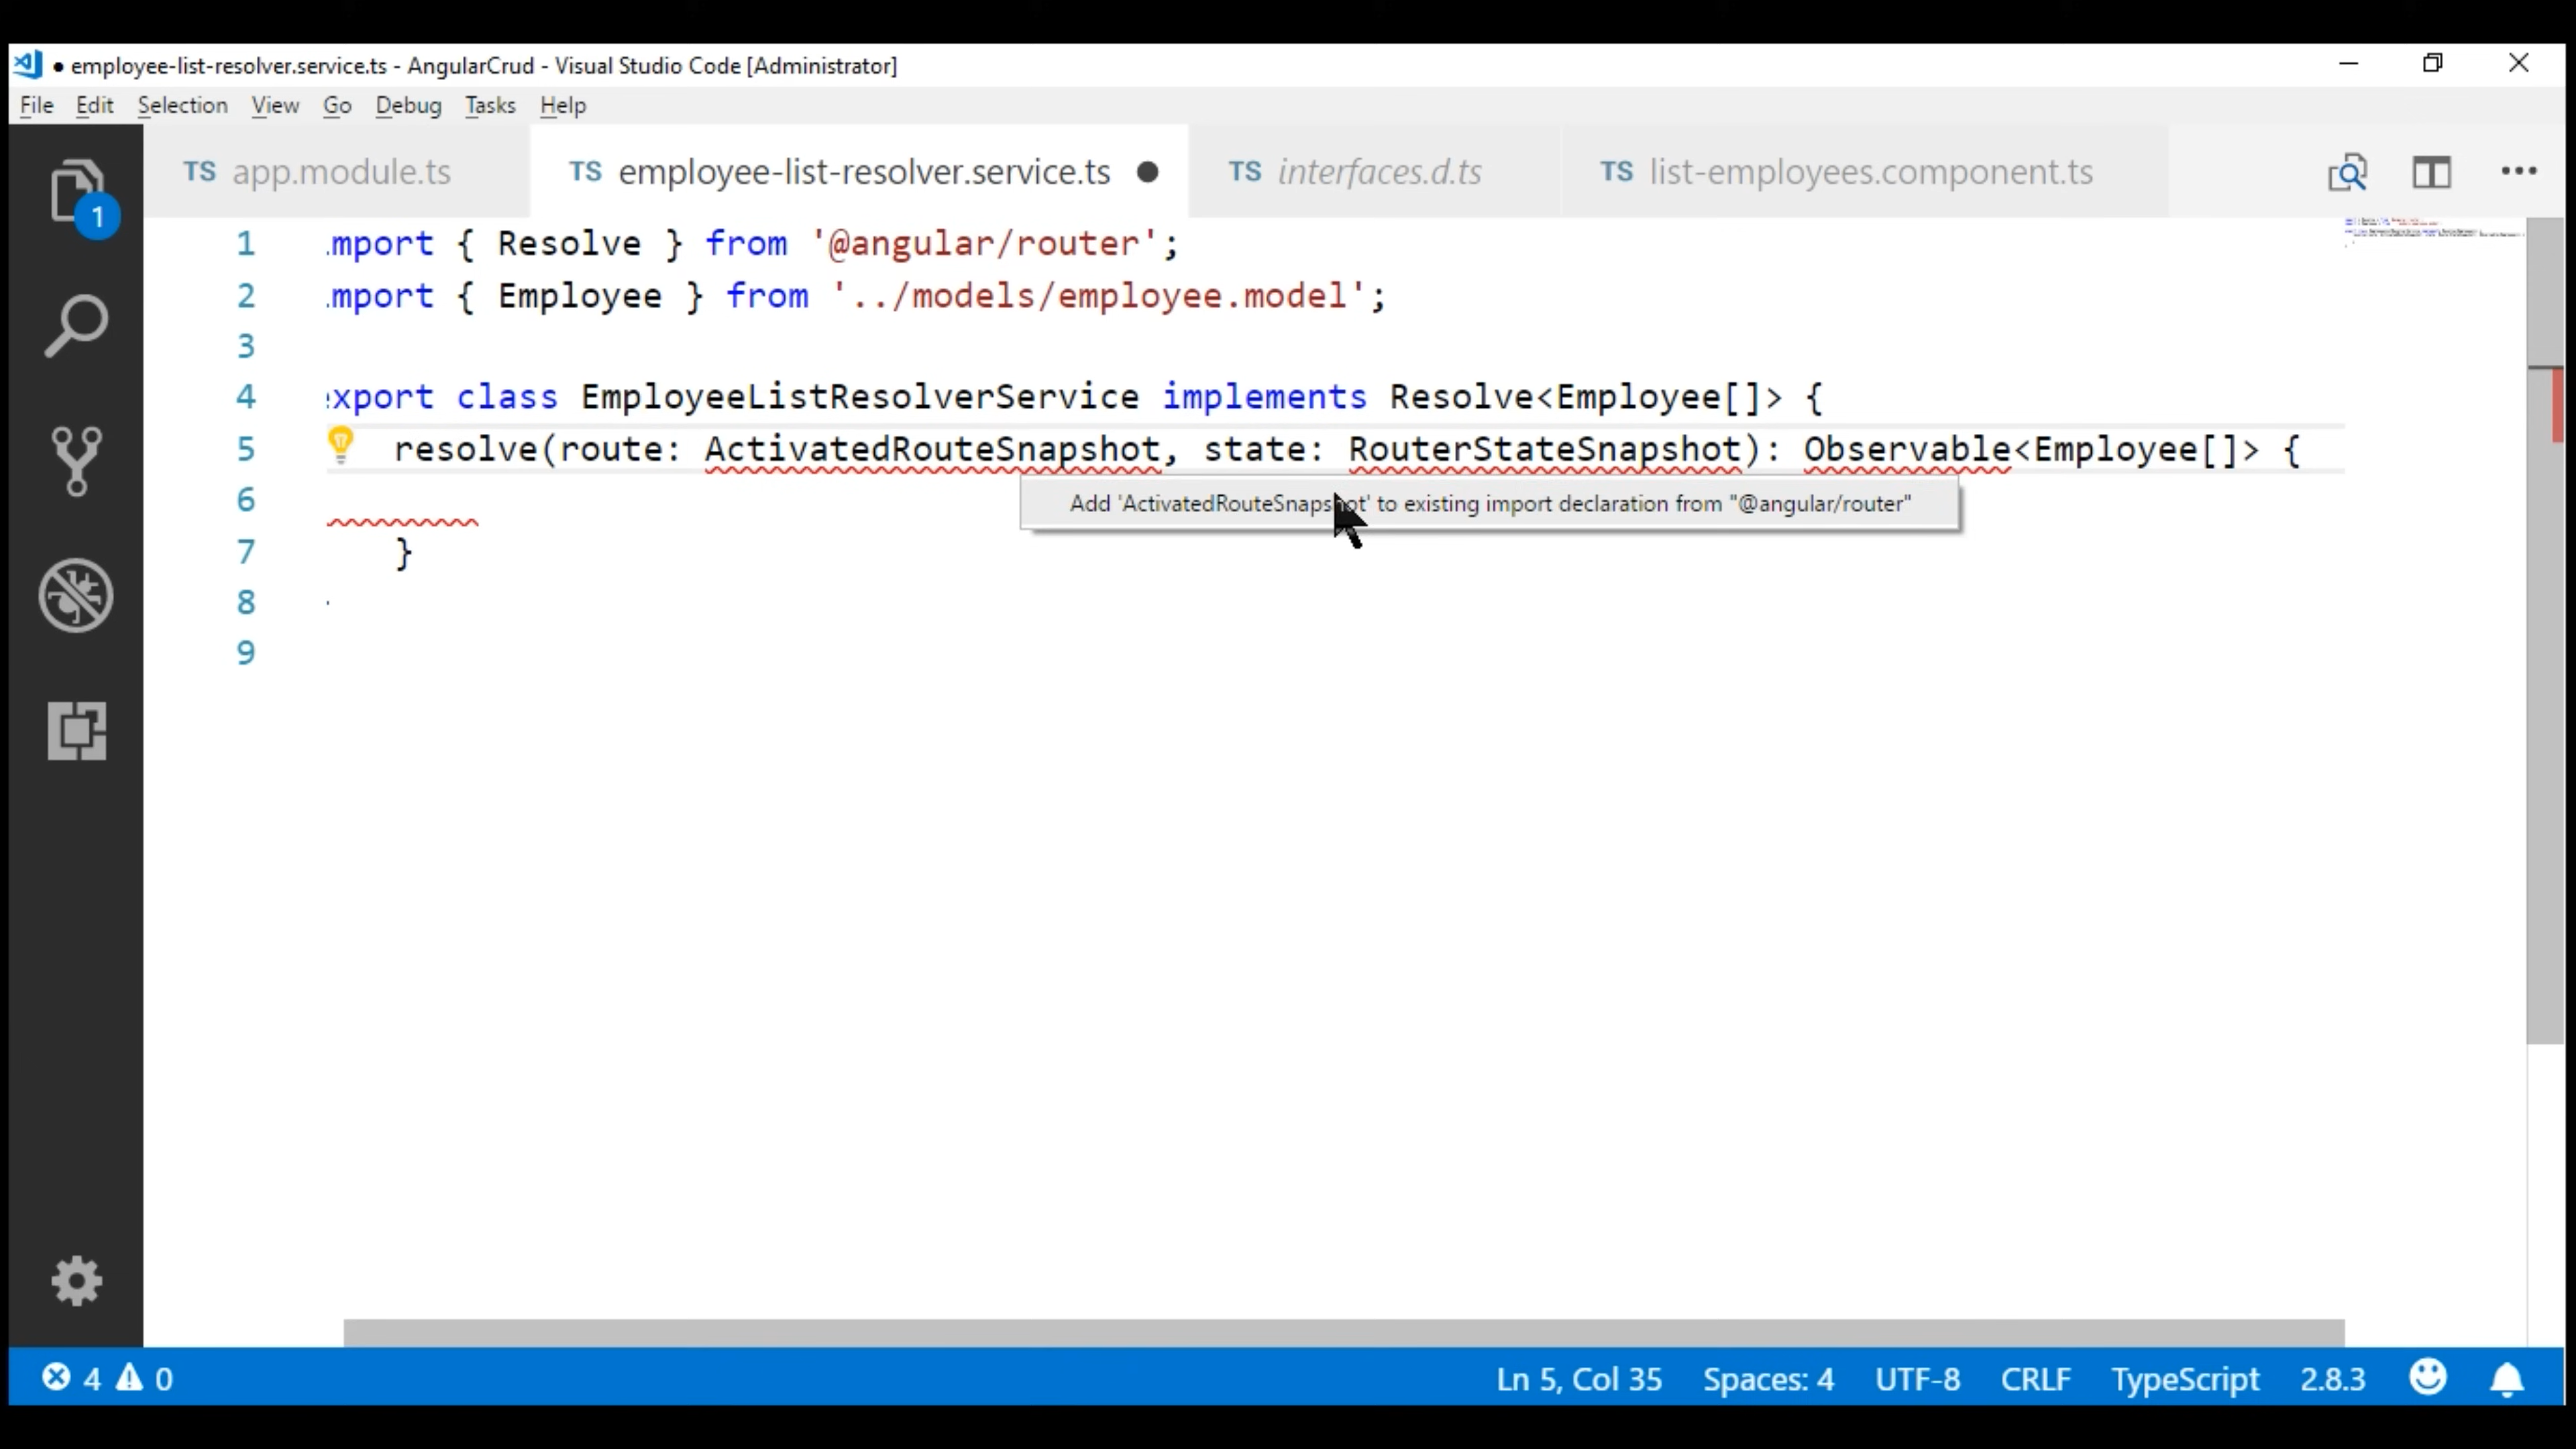 employee-list-resolver.service.ts - AngularCrud - Visual Studio Code [Administrator]
File Edit Selection View Go Debug Tasks Help
1
TS app.module.ts
TS employee-list-resolver.service.ts
TS interfaces.d.ts
TS list-employees.component.ts
1 mport { Resolve } from '@angular/router';
2 mport { Employee } from '../models/employee.model';
3
4 xport class EmployeeListResolverService implements Resolve<Employee[]> {
5 resolve(route: ActivatedRouteSnapshot, state: RouterStateSnapshot): Observable<Employee[]> {
Add 'ActivatedRouteSnapshot' to existing import declaration from "@angular/router"
6
7 }
8
9
4 0 Ln 5, Col 35 Spaces: 4 UTF-8 CRLF TypeScript 2.8.3